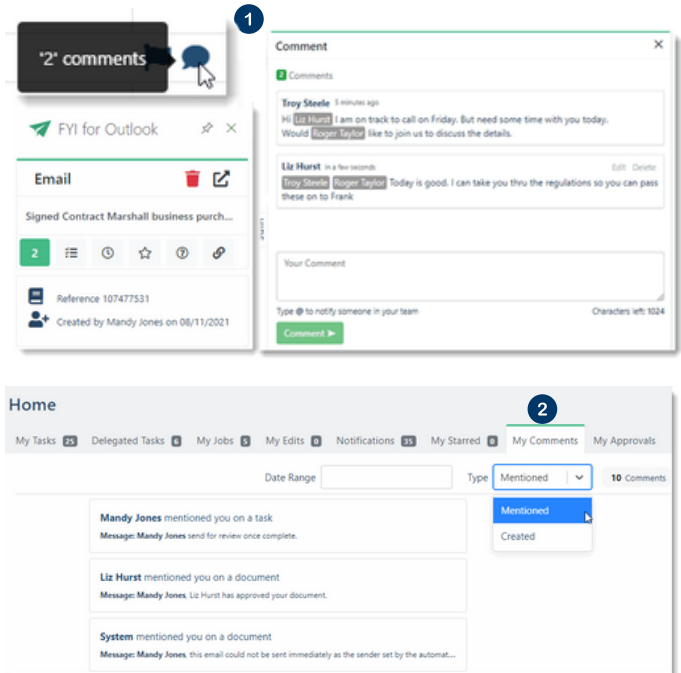 1
"2" comments
FYI for Outlook
Email
Signed Contract Marshall business purch...
2
Reference 107477531
Created by Mandy Jones on 08/11/2021
Comment
2 Comments
Troy Steele 5 minutes ago
Hi Liz Hurst I am on track to call on Friday. But need some time with you today.
Would Roger Taylor like to join us to discuss the details.
Liz Hurst in a few seconds Edit Delete
Troy Steele Roger Taylor Today is good. I can take you thru the regulations so you can pass
these on to Frank
Your Comment
Type @ to notify someone in your team Characters left: 1024
Comment
Home
2
My Tasks 25 Delegated Tasks 6 My Jobs 5 My Edits 0 Notifications 35 My Starred 0 My Comments My Approvals
Date Range Type Mentioned 10 Comments
Mentioned
Created
Mandy Jones mentioned you on a task
Message: Mandy Jones send for review once complete.
Liz Hurst mentioned you on a document
Message: Mandy Jones, Liz Hurst has approved your document.
System mentioned you on a document
Message: Mandy Jones, this email could not be sent immediately as the sender set by the automat...